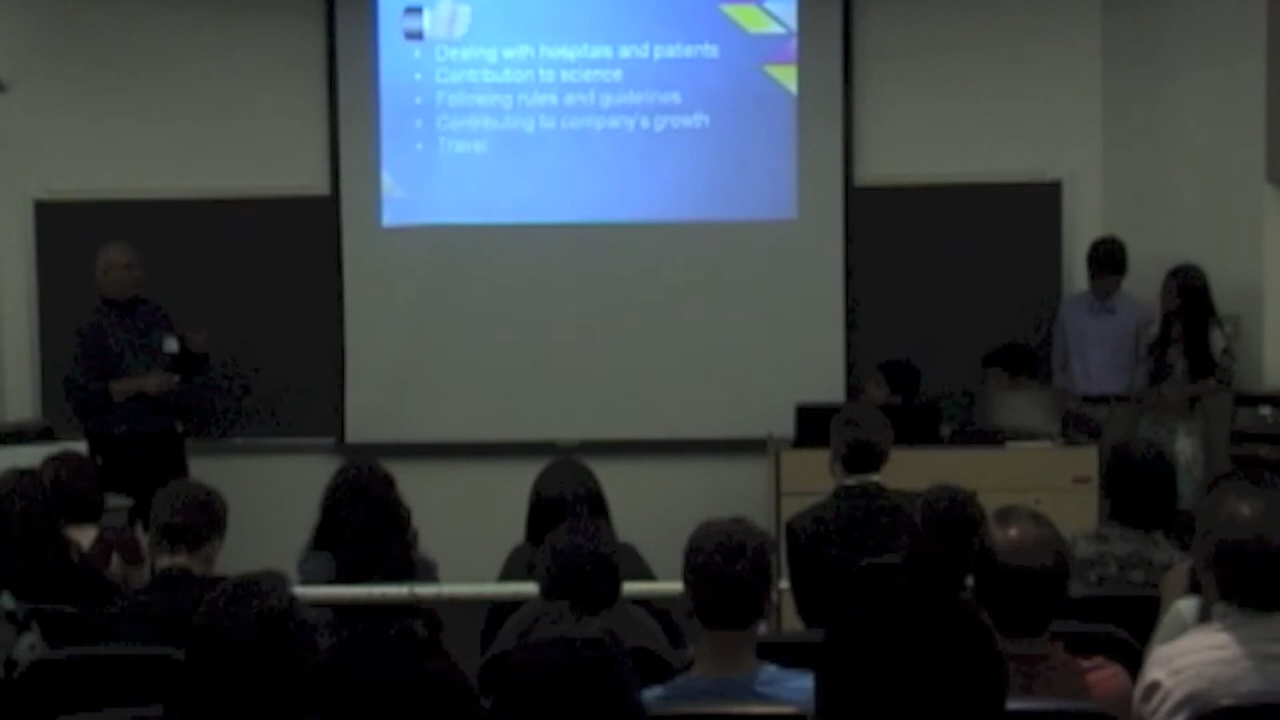 • Dealing with hospitals and patients
• Contribution to science
• Following rules and guidelines
• Contributing to company's growth
• Travel